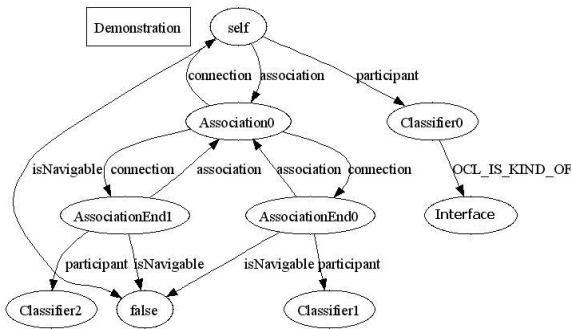 Demonstration
self
connection
association
participant
Association0
Classifier0
isNavigable
connection
association
association
connection
OCL_IS_KIND_OF
AssociationEnd1
AssociationEnd0
Interface
participant
isNavigable
isNavigable
participant
Classifier2
false
Classifier1